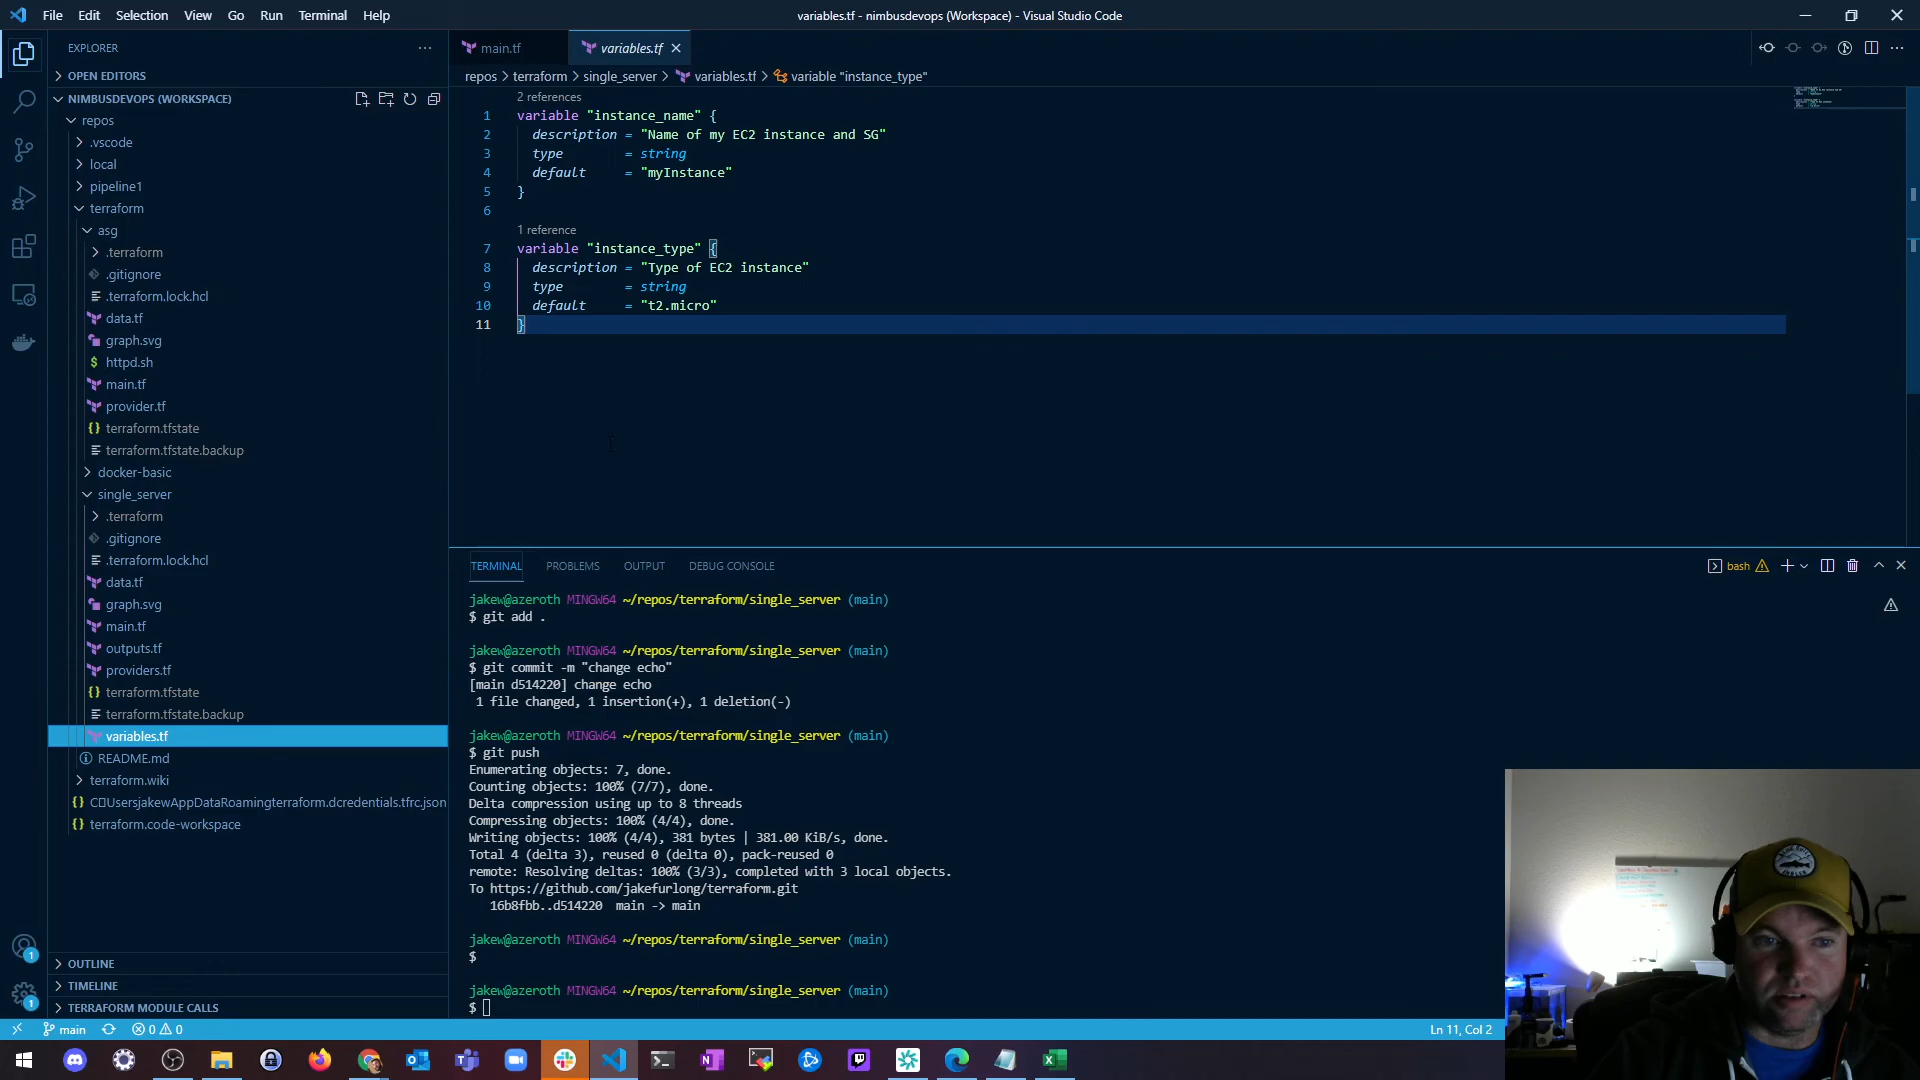 File Edit Selection View Go Run Terminal Help
variables.tf - nimbusdevops (Workspace) - Visual Studio Code
EXPLORER
OPEN EDITORS
NIMBUSDEVOPS (WORKSPACE)
repos
.vscode
local
pipeline1
terraform
asg
.terraform
.gitignore
.terraform.lock.hcl
data.tf
graph.svg
httpd.sh
main.tf
provider.tf
terraform.tfstate
terraform.tfstate.backup
docker-basic
single_server
.terraform
.gitignore
.terraform.lock.hcl
data.tf
graph.svg
main.tf
outputs.tf
providers.tf
terraform.tfstate
terraform.tfstate.backup
variables.tf
README.md
terraform.wiki
C▯UsersjakewAppDataRoamingterraform.dcredentials.tfrc.json
terraform.code-workspace
OUTLINE
TIMELINE
TERRAFORM MODULE CALLS
main.tf variables.tf
repos > terraform > single_server > variables.tf > variable "instance_type"
2 references
1 variable "instance_name" {
2 description = "Name of my EC2 instance and SG"
3 type = string
4 default = "myInstance"
5 }
6
1 reference
7 variable "instance_type" {
8 description = "Type of EC2 instance"
9 type = string
10 default = "t2.micro"
11 }
TERMINAL PROBLEMS OUTPUT DEBUG CONSOLE
bash
jakew@azeroth MINGW64 ~/repos/terraform/single_server (main)
$ git add .
jakew@azeroth MINGW64 ~/repos/terraform/single_server (main)
$ git commit -m "change echo"
[main d514220] change echo
1 file changed, 1 insertion(+), 1 deletion(-)
jakew@azeroth MINGW64 ~/repos/terraform/single_server (main)
$ git push
Enumerating objects: 7, done.
Counting objects: 100% (7/7), done.
Delta compression using up to 8 threads
Compressing objects: 100% (4/4), done.
Writing objects: 100% (4/4), 381 bytes | 381.00 KiB/s, done.
Total 4 (delta 3), reused 0 (delta 0), pack-reused 0
remote: Resolving deltas: 100% (3/3), completed with 3 local objects.
To https://github.com/jakefurlong/terraform.git
16b8fbb..d514220 main -> main
jakew@azeroth MINGW64 ~/repos/terraform/single_server (main)
$
jakew@azeroth MINGW64 ~/repos/terraform/single_server (main)
$
1
1
main 0 0
Ln 11, Col 2